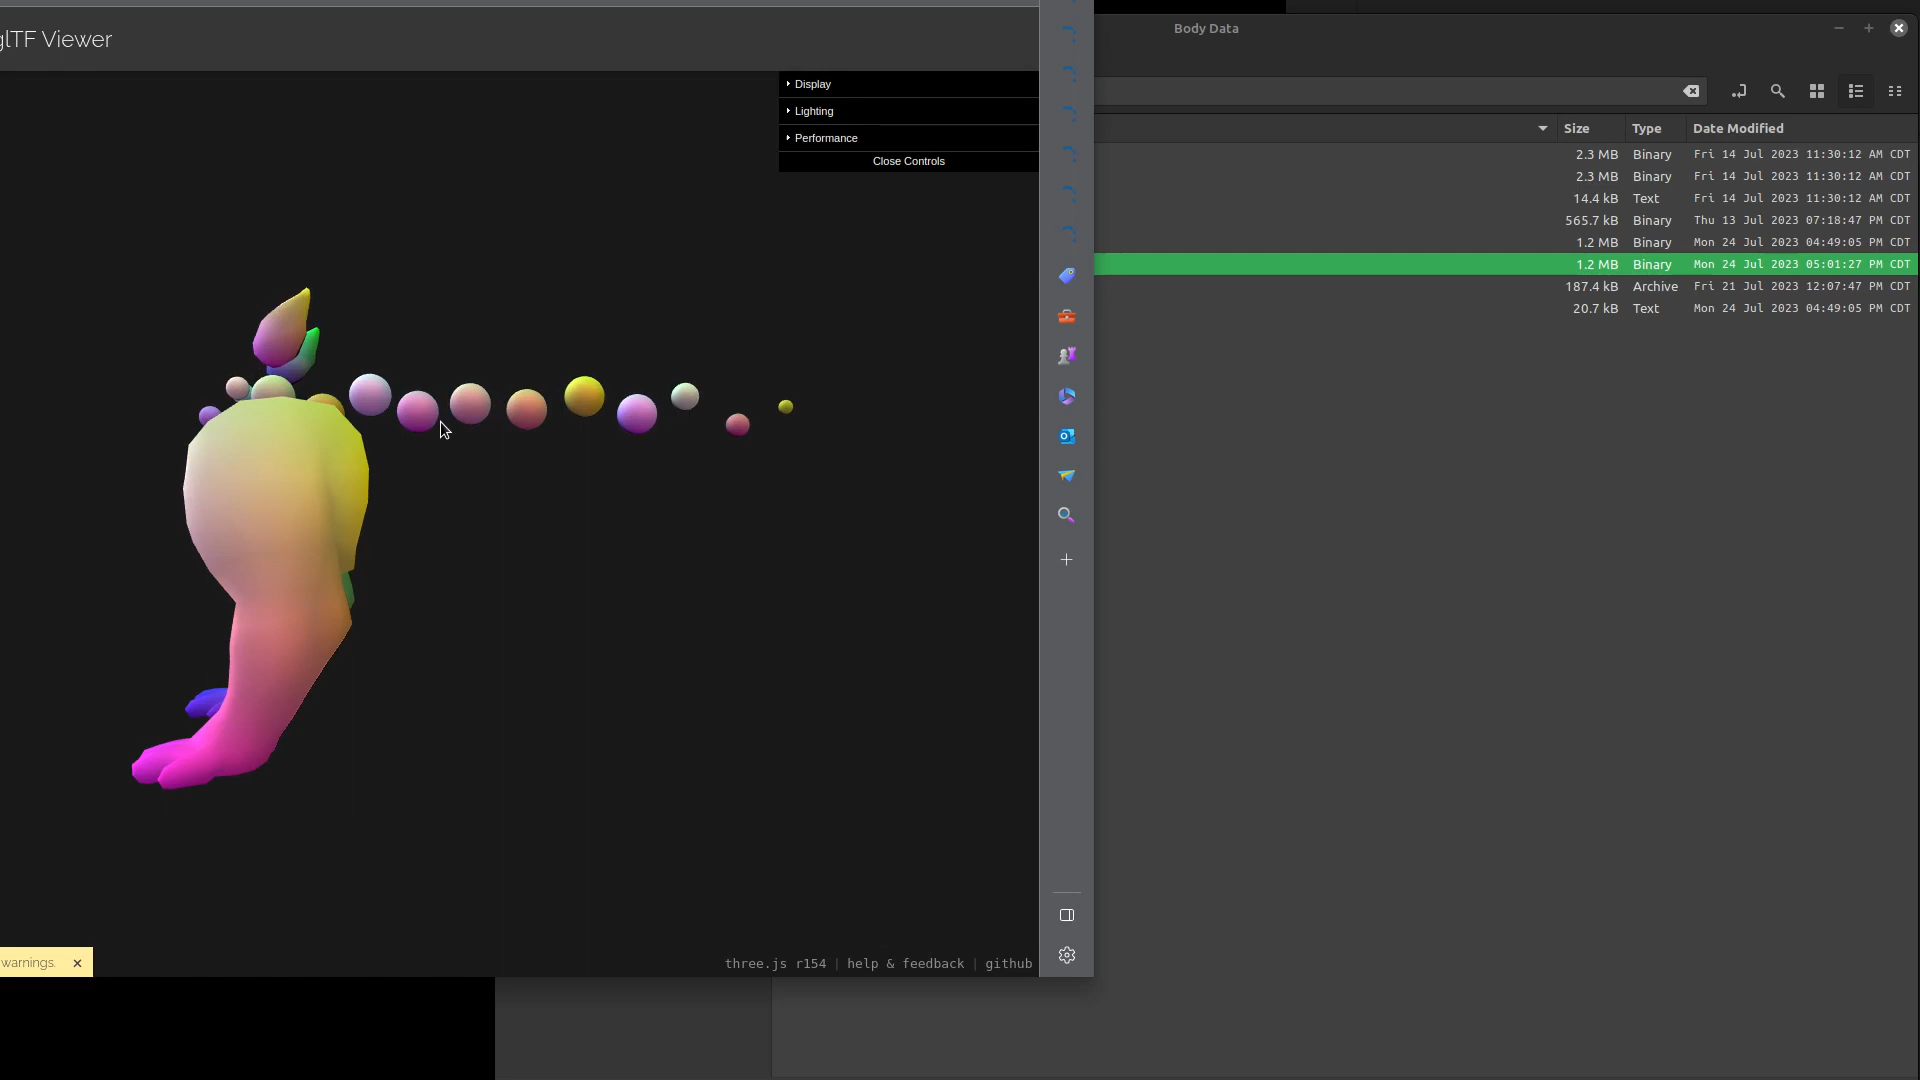 glTF Viewer
Display
Lighting
Performance
Close Controls
warnings.
three.js r154 | help & feedback | github
Body Data
Size Type Date Modified
2.3 MB Binary Fri 14 Jul 2023 11:30:12 AM CDT
2.3 MB Binary Fri 14 Jul 2023 11:30:12 AM CDT
14.4 kB Text Fri 14 Jul 2023 11:30:12 AM CDT
565.7 kB Binary Thu 13 Jul 2023 07:18:47 PM CDT
1.2 MB Binary Mon 24 Jul 2023 04:49:05 PM CDT
1.2 MB Binary Mon 24 Jul 2023 05:01:27 PM CDT
187.4 kB Archive Fri 21 Jul 2023 12:07:47 PM CDT
20.7 kB Text Mon 24 Jul 2023 04:49:05 PM CDT